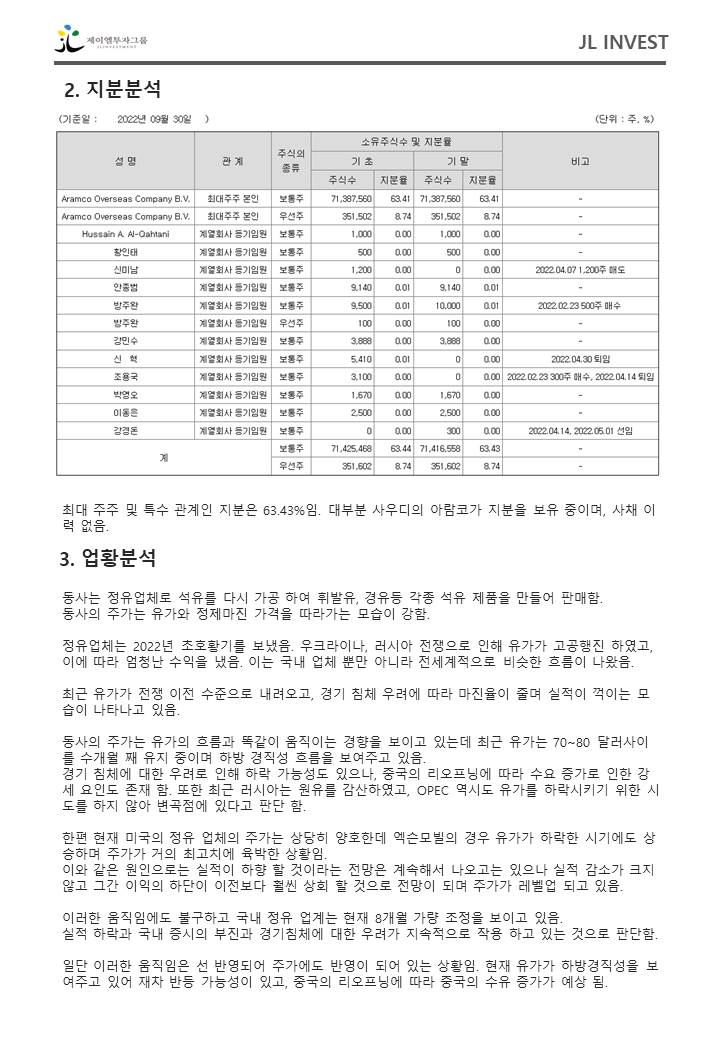 제이엘투자그룹
JL INVESTMENT
JL INVEST
2. 지분분석
(기준일 : 2022년 09월 30일 ) (단위 : 주, %)
성 명 관 계 주식의 종류 소유주식수 및 지분율 비고
기 초 기 말
주식수 지분율 주식수 지분율
Aramco Overseas Company B.V. 최대주주 본인 보통주 71,387,560 63.41 71,387,560 63.41 -
Aramco Overseas Company B.V. 최대주주 본인 우선주 351,502 8.74 351,502 8.74 -
Hussain A. Al-Qahtani 계열회사 등기임원 보통주 1,000 0.00 1,000 0.00 -
황인태 계열회사 등기임원 보통주 500 0.00 500 0.00 -
신미남 계열회사 등기임원 보통주 1,200 0.00 0 0.00 2022.04.07 1,200주 매도
안종범 계열회사 등기임원 보통주 9,140 0.01 9,140 0.01 -
방주완 계열회사 등기임원 보통주 9,500 0.01 10,000 0.01 2022.02.23 500주 매수
방주완 계열회사 등기임원 우선주 100 0.00 100 0.00 -
강민수 계열회사 등기임원 보통주 3,888 0.00 3,888 0.00 -
신 혁 계열회사 등기임원 보통주 5,410 0.01 0 0.00 2022.04.30 퇴임
조용국 계열회사 등기임원 보통주 3,100 0.00 0 0.00 2022.02.23 300주 매수, 2022.04.14 퇴임
박영오 계열회사 등기임원 보통주 1,670 0.00 1,670 0.00 -
이동은 계열회사 등기임원 보통주 2,500 0.00 2,500 0.00 -
강경돈 계열회사 등기임원 보통주 0 0.00 300 0.00 2022.04.14, 2022.05.01 선임
계 보통주 71,425,468 63.44 71,416,558 63.43 -
우선주 351,602 8.74 351,602 8.74 -
최대 주주 및 특수 관계인 지분은 63.43%임. 대부분 사우디의 아람코가 지분을 보유 중이며, 사채 이
력 없음.
3. 업황분석
동사는 정유업체로 석유를 다시 가공 하여 휘발유, 경유등 각종 석유 제품을 만들어 판매함.
동사의 주가는 유가와 정제마진 가격을 따라가는 모습이 강함.
정유업체는 2022년 초호황기를 보냈음. 우크라이나, 러시아 전쟁으로 인해 유가가 고공행진 하였고,
이에 따라 엄청난 수익을 냈음. 이는 국내 업체 뿐만 아니라 전세계적으로 비슷한 흐름이 나왔음.
최근 유가가 전쟁 이전 수준으로 내려오고, 경기 침체 우려에 따라 마진율이 줄며 실적이 꺽이는 모
습이 나타나고 있음.
동사의 주가는 유가의 흐름과 똑같이 움직이는 경향을 보이고 있는데 최근 유가는 70~80 달러사이
를 수개월 째 유지 중이며 하방 경직성 흐름을 보여주고 있음.
경기 침체에 대한 우려로 인해 하락 가능성도 있으나, 중국의 리오프닝에 따라 수요 증가로 인한 강
세 요인도 존재 함. 또한 최근 러시아는 원유를 감산하였고, OPEC 역시도 유가를 하락시키기 위한 시
도를 하지 않아 변곡점에 있다고 판단 함.
한편 현재 미국의 정유 업체의 주가는 상당히 양호한데 엑슨모빌의 경우 유가가 하락한 시기에도 상
승하며 주가가 거의 최고치에 육박한 상황임.
이와 같은 원인으로는 실적이 하향 할 것이라는 전망은 계속해서 나오고는 있으나 실적 감소가 크지
않고 그간 이익의 하단이 이전보다 훨씬 상회 할 것으로 전망이 되며 주가가 레벨업 되고 있음.
이러한 움직임에도 불구하고 국내 정유 업계는 현재 8개월 가량 조정을 보이고 있음.
실적 하락과 국내 증시의 부진과 경기침체에 대한 우려가 지속적으로 작용 하고 있는 것으로 판단함.
일단 이러한 움직임은 선 반영되어 주가에도 반영이 되어 있는 상황임. 현재 유가가 하방경직성을 보
여주고 있어 재차 반등 가능성이 있고, 중국의 리오프닝에 따라 중국의 수유 증가가 예상 됨.